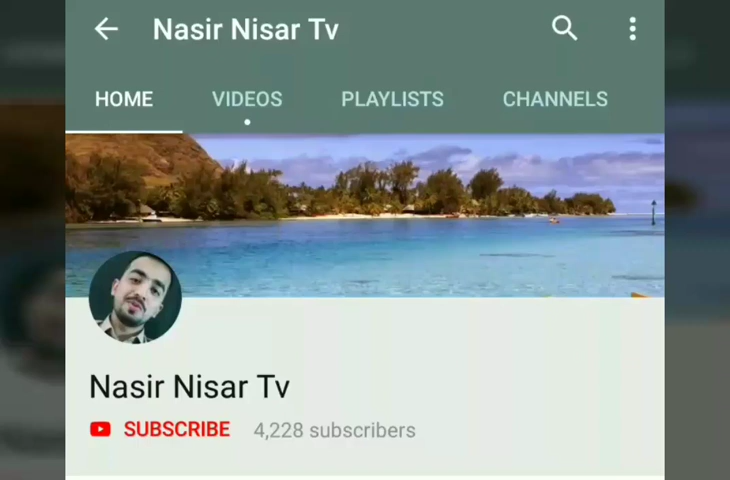 Nasir Nisar Tv
HOME VIDEOS PLAYLISTS CHANNELS
Nasir Nisar Tv
SUBSCRIBE 4,228 subscribers